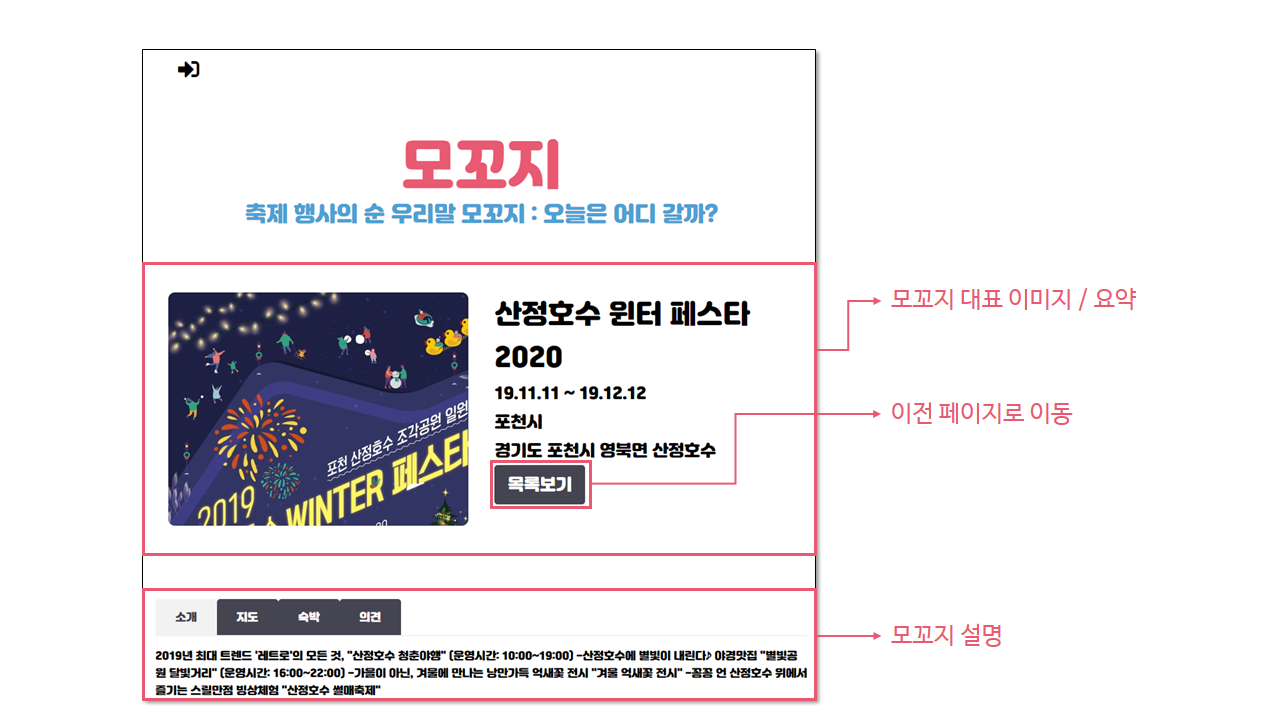 모꼬지
축제 행사의 순 우리말 모꼬지 : 오늘은 어디 갈까?
산정호수 윈터 페스타
2020
19.11.11 ~ 19.12.12
포천시
경기도 포천시 영북면 산정호수
목록보기
포천 산정호수 조각공원 일원
2019
WINTER 페스타
모꼬지 대표 이미지 / 요약
이전 페이지로 이동
소개 지도 숙박 의견
2019년 최대 트렌드 '레트로'의 모든 것, "산정호수 청춘야행" (운영시간: 10:00~19:00) -산정호수에 별빛이 내린다♪ 야경맛집 "별빛공
원 달빛거리" (운영시간: 16:00~22:00) -가을이 아닌, 겨울에 만나는 낭만가득 억새꽃 전시 "겨울 억새꽃 전시" -꽁꽁 언 산정호수 위에서
즐기는 스릴만점 빙상체험 "산정호수 썰매축제"
모꼬지 설명